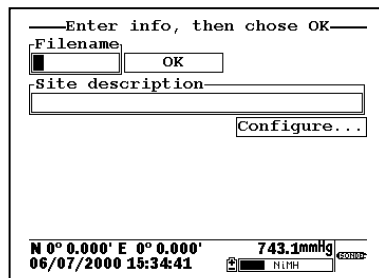 Enter info, then chose OK
Filename
OK
Site description
Configure...
N 0° 0.000' E 0° 0.000' 743.1mmHg SONDE
06/07/2000 15:34:41 NiMH